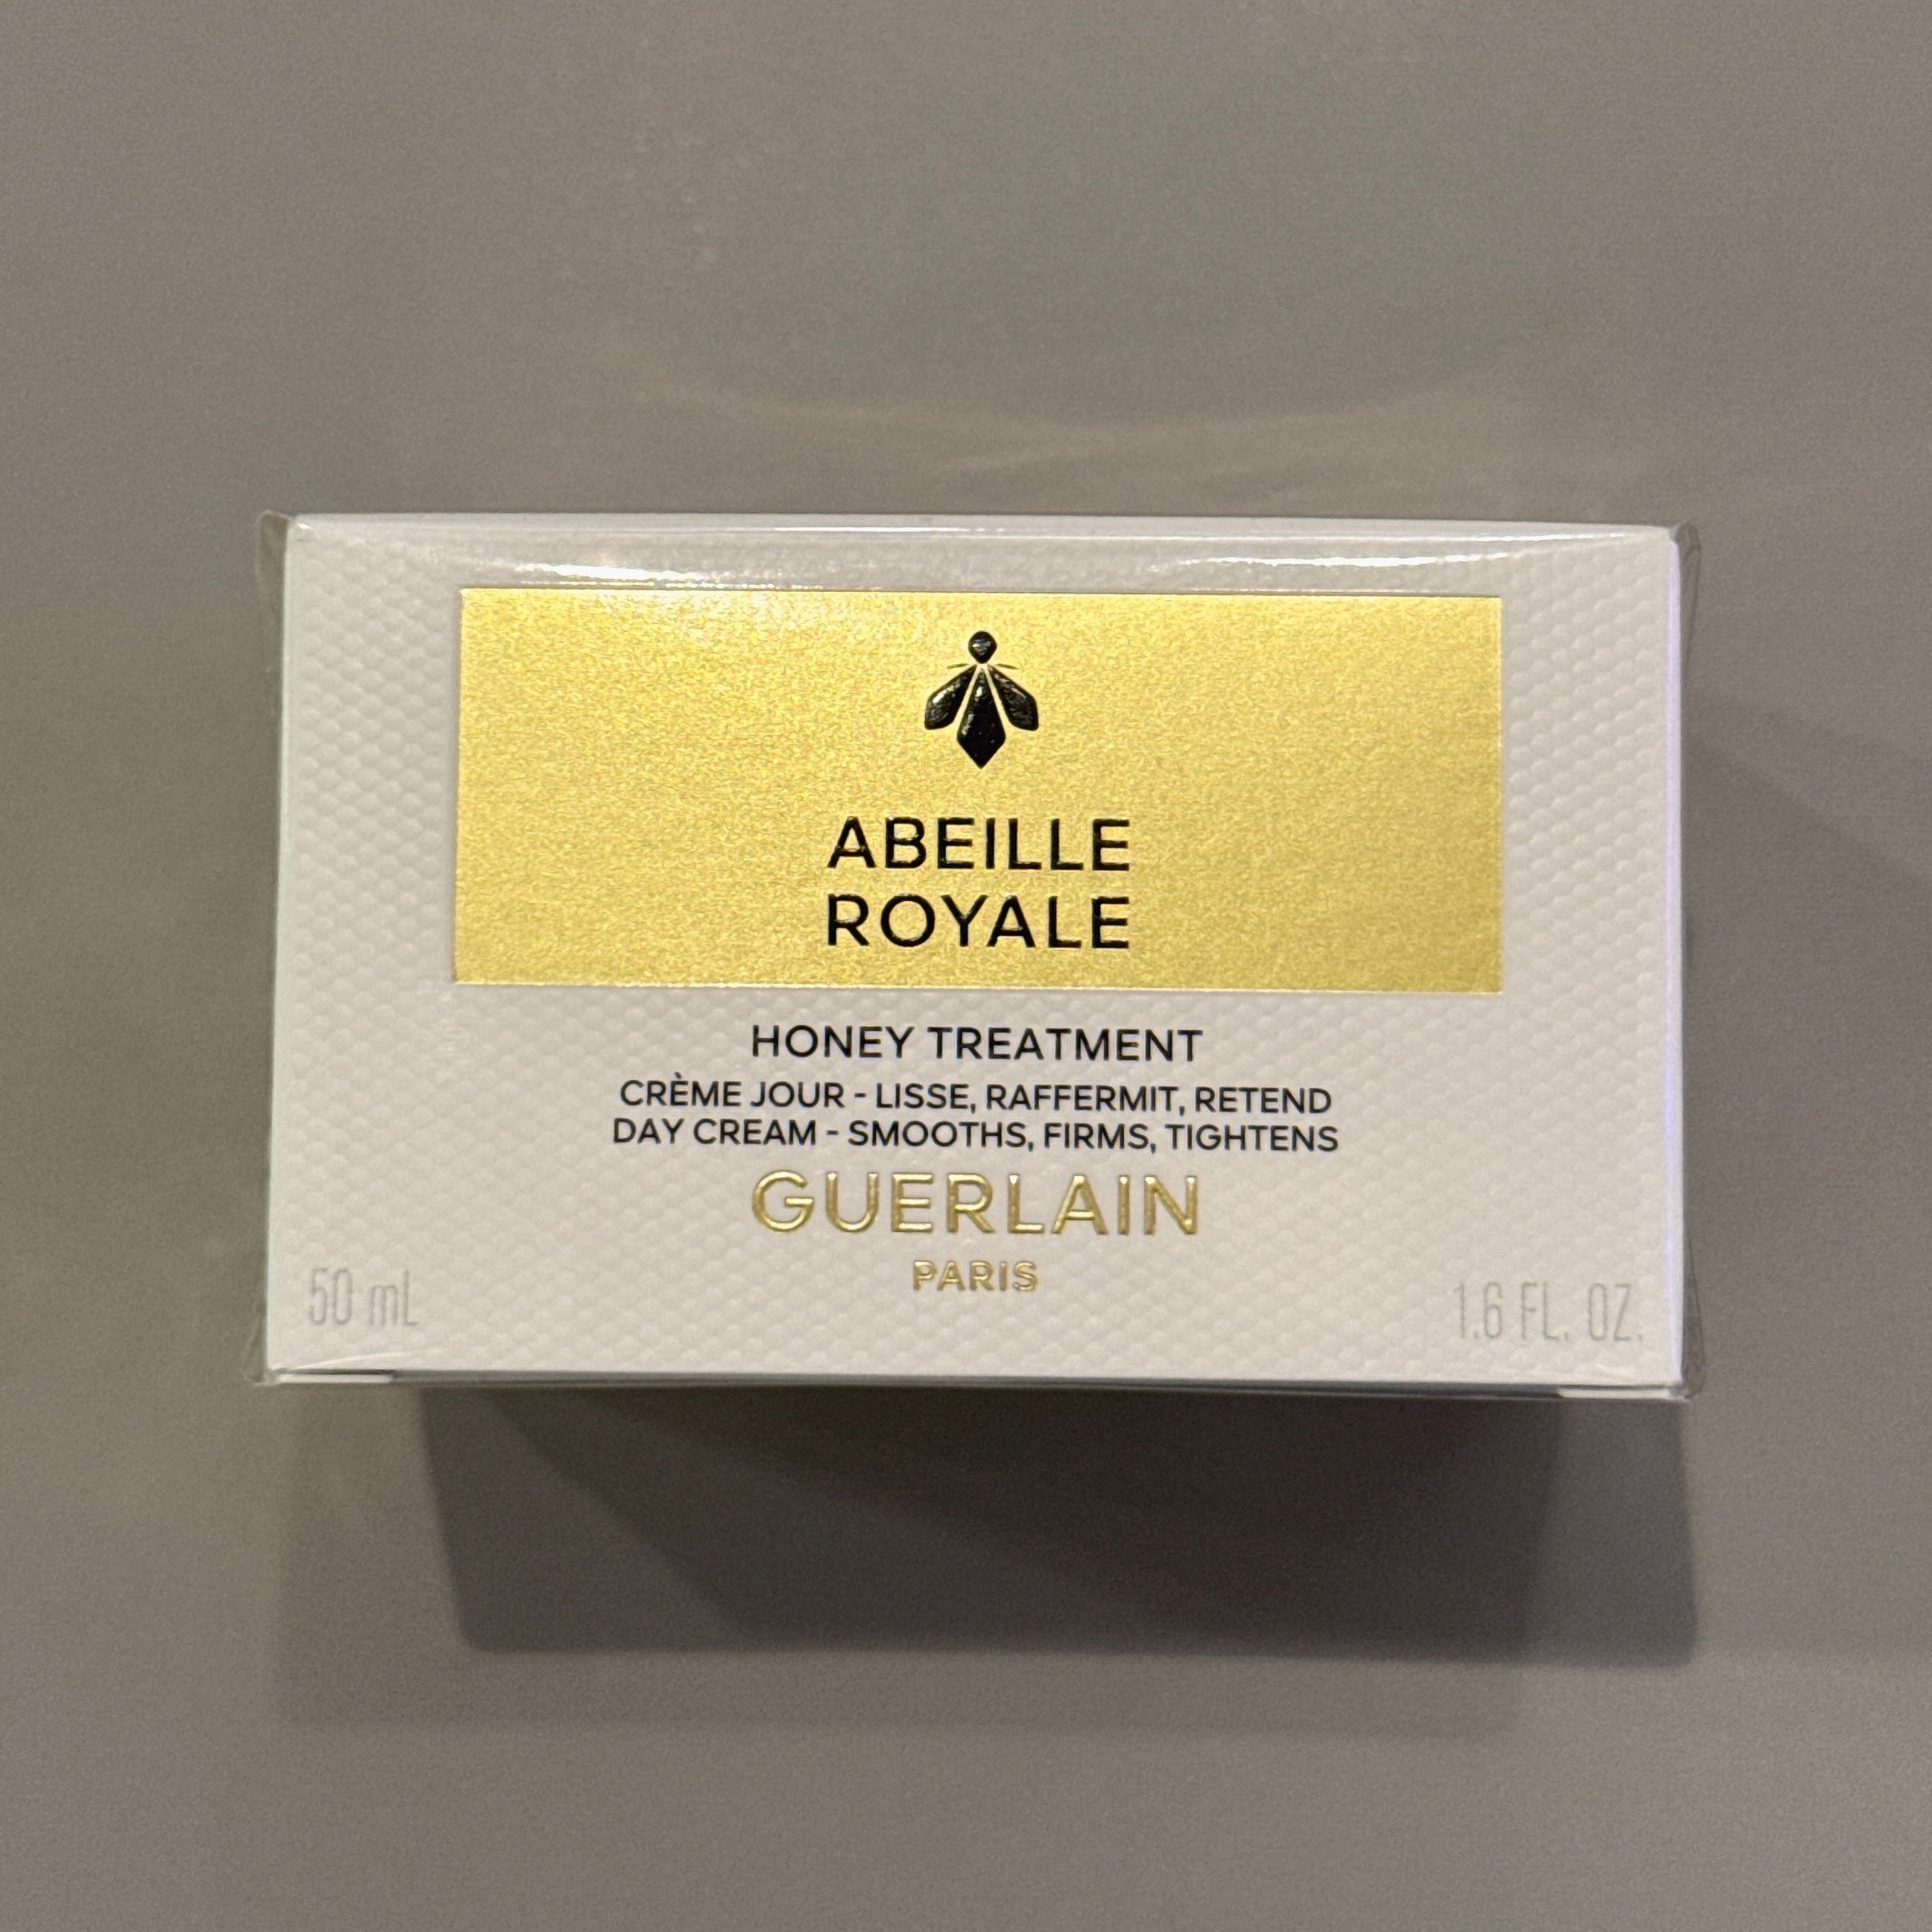 ABEILLE
ROYALE
HONEY TREATMENT
CRÈME JOUR - LISSE, RAFFERMIT, RETEND
DAY CREAM - SMOOTHS, FIRMS, TIGHTENS
GUERLAIN
PARIS
50 mL
1.6 FL. OZ.